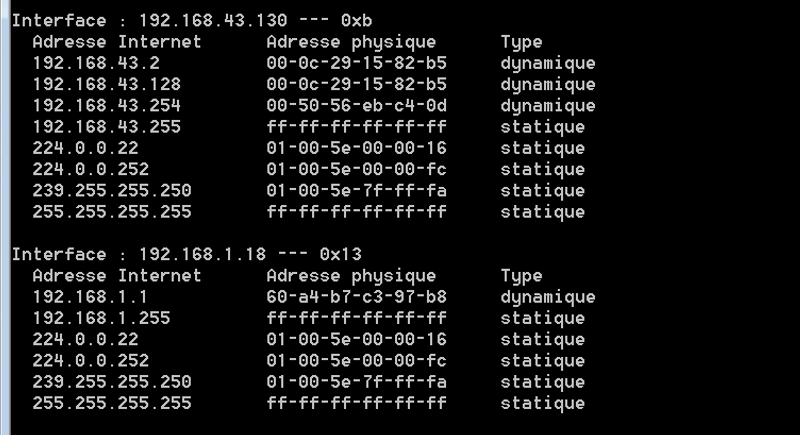 Interface : 192.168.43.130 --- 0xb
Adresse Internet Adresse physique Type
192.168.43.2 00-0c-29-15-82-b5 dynamique
192.168.43.128 00-0c-29-15-82-b5 dynamique
192.168.43.254 00-50-56-eb-c4-0d dynamique
192.168.43.255 ff-ff-ff-ff-ff-ff statique
224.0.0.22 01-00-5e-00-00-16 statique
224.0.0.252 01-00-5e-00-00-fc statique
239.255.255.250 01-00-5e-7f-ff-fa statique
255.255.255.255 ff-ff-ff-ff-ff-ff statique
Interface : 192.168.1.18 --- 0x13
Adresse Internet Adresse physique Type
192.168.1.1 60-a4-b7-c3-97-b8 dynamique
192.168.1.255 ff-ff-ff-ff-ff-ff statique
224.0.0.22 01-00-5e-00-00-16 statique
224.0.0.252 01-00-5e-00-00-fc statique
239.255.255.250 01-00-5e-7f-ff-fa statique
255.255.255.255 ff-ff-ff-ff-ff-ff statique